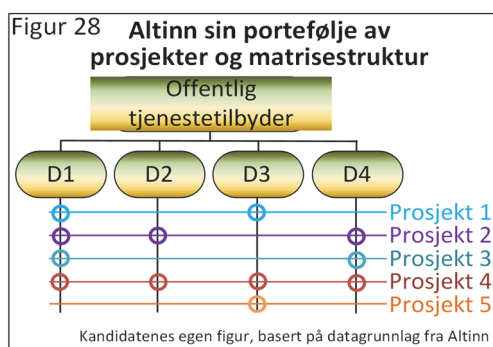 Figur 28
Altinn sin portefølje av
prosjekter og matrisestruktur
Offentlig
tjenestetilbyder
D1 D2 D3 D4
Prosjekt 1
Prosjekt 2
Prosjekt 3
Prosjekt 4
Prosjekt 5
Kandidatenes egen figur, basert på datagrunnlag fra Altinn